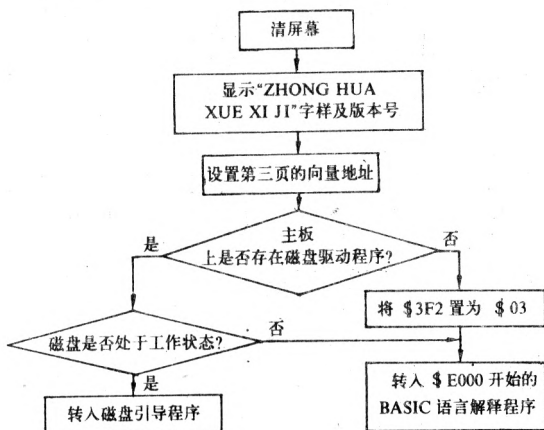 清屏幕
显示“ZHONG HUA
XUE XI JI”字样及版本号
设置第三页的向量地址
主板
上是否存在磁盘驱动程序?
是
否
将 $3F2 置为 $03
磁盘是否处于工作状态?
否
是
转入磁盘引导程序
转入 $E000 开始的
BASIC 语言解释程序